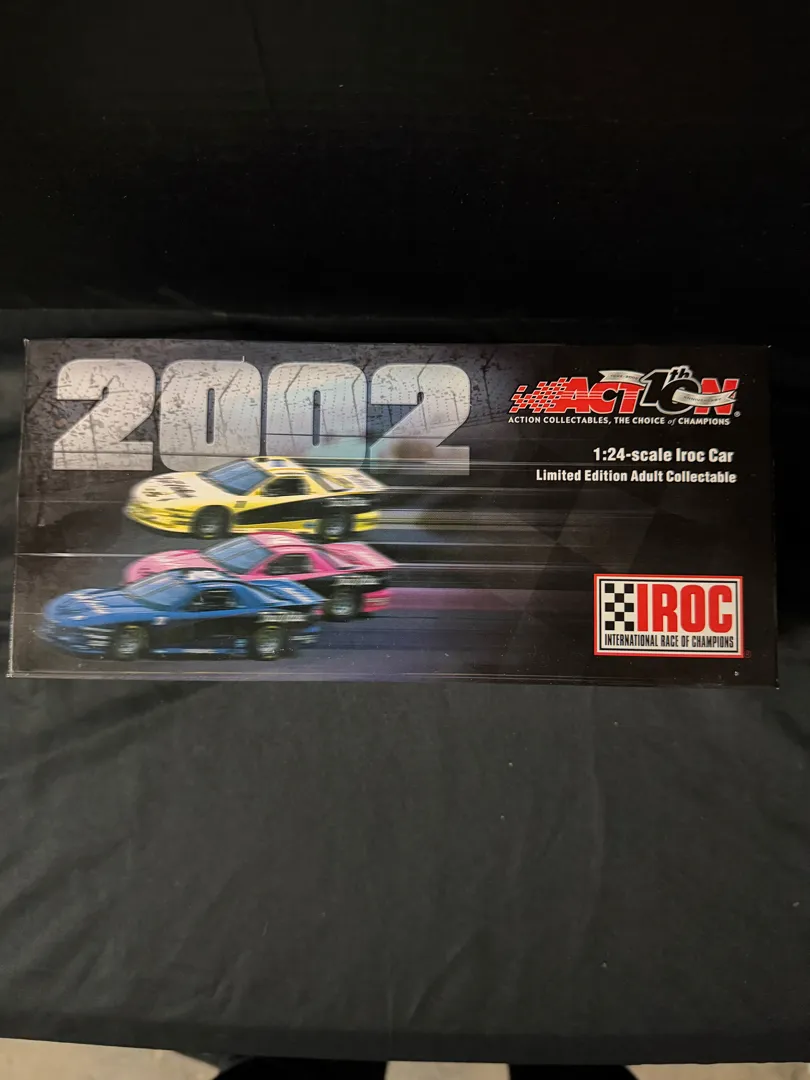 2002
ACTION
10th
ACTION COLLECTABLES, THE CHOICE of CHAMPIONS
1:24-scale Iroc Car
Limited Edition Adult Collectable
IROC
INTERNATIONAL RACE OF CHAMPIONS